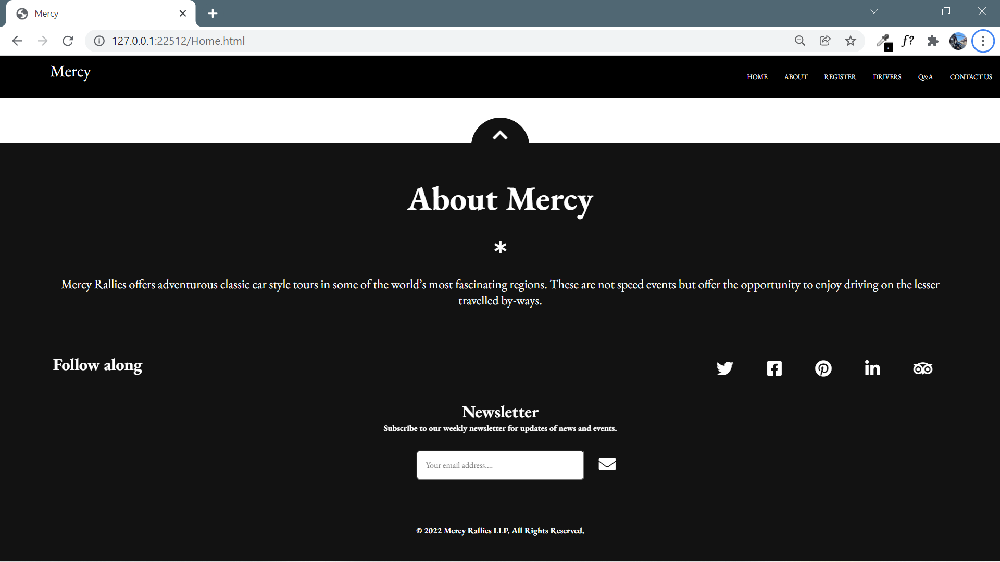 Mercy
127.0.0.1:22512/Home.html
f?
Mercy
HOME ABOUT REGISTER DRIVERS Q&A CONTACT US
About Mercy
*
Mercy Rallies offers adventurous classic car style tours in some of the world’s most fascinating regions. These are not speed events but offer the opportunity to enjoy driving on the lesser
travelled by-ways.
Follow along
Newsletter
Subscribe to our weekly newsletter for updates of news and events.
Your email address....
© 2022 Mercy Rallies LLP. All Rights Reserved.